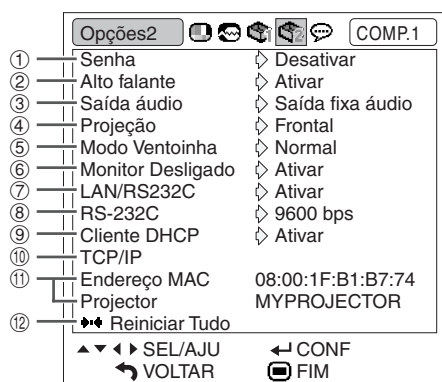 Opções2 COMP.1
① Senha Desativar
② Alto falante Ativar
③ Saída áudio Saída fixa áudio
④ Projeção Frontal
⑤ Modo Ventoinha Normal
⑥ Monitor Desligado Ativar
⑦ LAN/RS232C Ativar
⑧ RS-232C 9600 bps
⑨ Cliente DHCP Ativar
⑩ TCP/IP
⑪ Endereço MAC 08:00:1F:B1:B7:74
Projector MYPROJECTOR
⑫ Reiniciar Tudo
SEL/AJU CONF
VOLTAR FIM